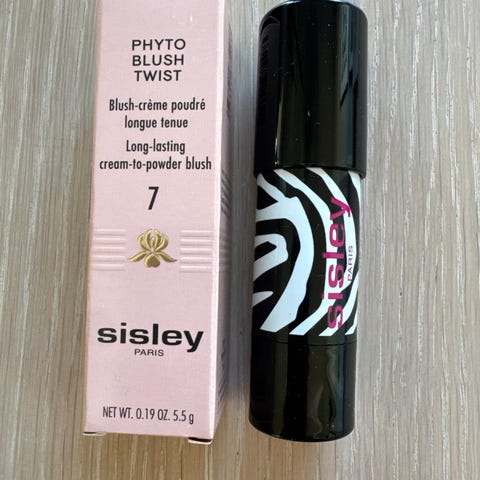 PHYTO
BLUSH
TWIST
Blush-crème poudré
longue tenue
Long-lasting
cream-to-powder blush
7
sisley
PARIS
NET WT. 0.19 OZ. 5.5 g
sisley
PARIS